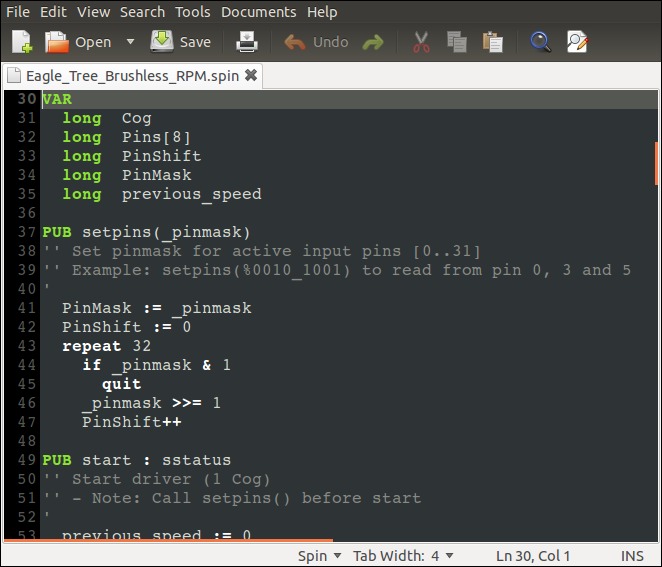 File Edit View Search Tools Documents Help
Open Save Undo
Eagle_Tree_Brushless_RPM.spin
30 VAR
31   long  Cog
32   long  Pins[8]
33   long  PinShift
34   long  PinMask
35   long  previous_speed
36
37 PUB setpins(_pinmask)
38 '' Set pinmask for active input pins [0..31]
39 '' Example: setpins(%0010_1001) to read from pin 0, 3 and 5
40 '
41   PinMask := _pinmask
42   PinShift := 0
43   repeat 32
44     if _pinmask & 1
45       quit
46     _pinmask >>= 1
47     PinShift++
48
49 PUB start : sstatus
50 '' Start driver (1 Cog)
51 '' - Note: Call setpins() before start
52 '
53   previous_speed := 0
Spin Tab Width: 4 Ln 30, Col 1 INS